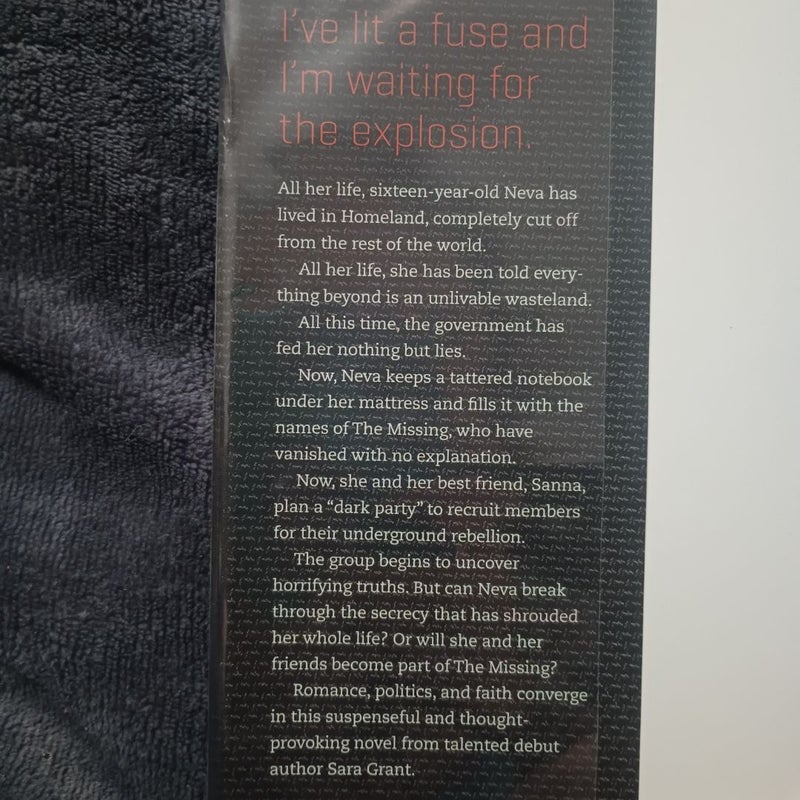 I've lit a fuse and
I'm waiting for
the explosion.
All her life, sixteen-year-old Neva has
lived in Homeland, completely cut off
from the rest of the world.
All her life, she has been told every-
thing beyond is an unlivable wasteland.
All this time, the government has
fed her nothing but lies.
Now, Neva keeps a tattered notebook
under her mattress and fills it with the
names of The Missing, who have
vanished with no explanation.
Now, she and her best friend, Sanna,
plan a “dark party” to recruit members
for their underground rebellion.
The group begins to uncover
horrifying truths. But can Neva break
through the secrecy that has shrouded
her whole life? Or will she and her
friends become part of The Missing?
Romance, politics, and faith converge
in this suspenseful and thought-
provoking novel from talented debut
author Sara Grant.